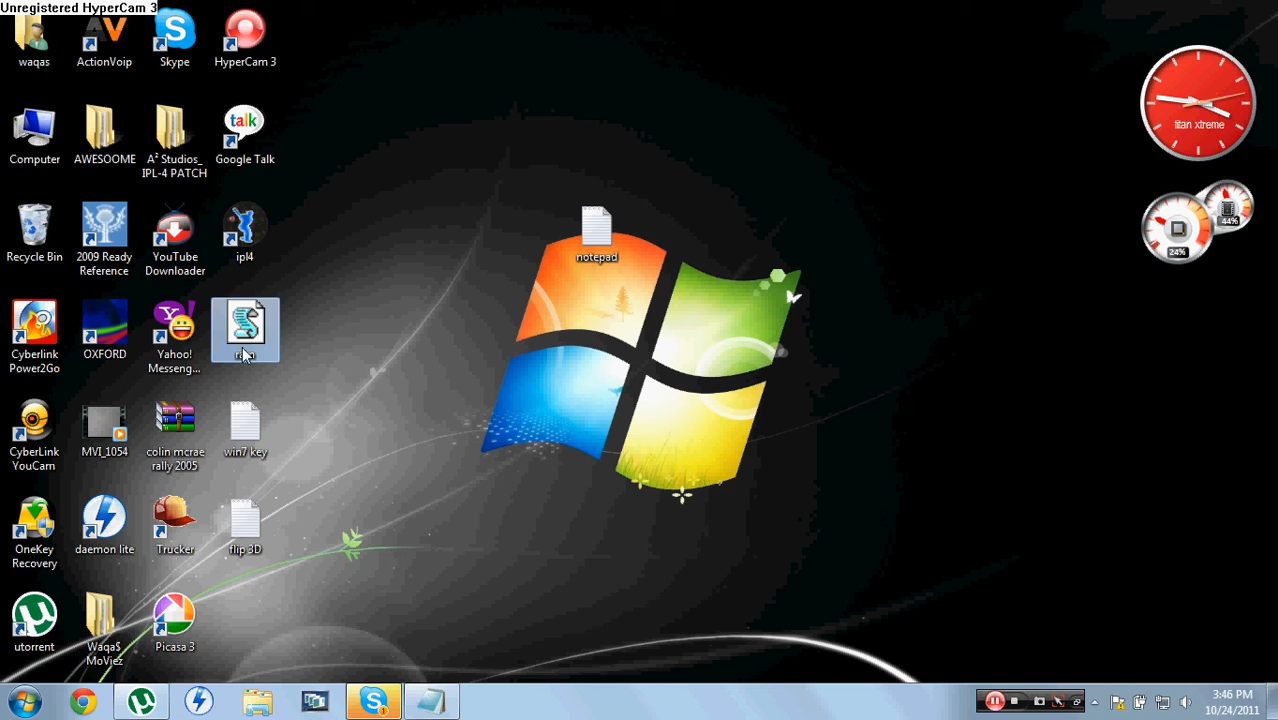 Unregistered HyperCam 3
waqas
ActionVoip
Skype
HyperCam 3
Computer
AWESOOME
A² Studios_
IPL-4 PATCH
talk
Google Talk
Recycle Bin
2009 Ready
Reference
YouTube
Downloader
ipl4
notepad
Cyberlink
Power2Go
OXFORD
Yahoo!
Messeng...
CyberLink
YouCam
MVI_1054
colin mcrae
rally 2005
win7 key
OneKey
Recovery
daemon lite
Trucker
flip 3D
utorrent
Waqa$
MoViez
Picasa 3
titan xtreme
44%
24%
3:46 PM
10/24/2011